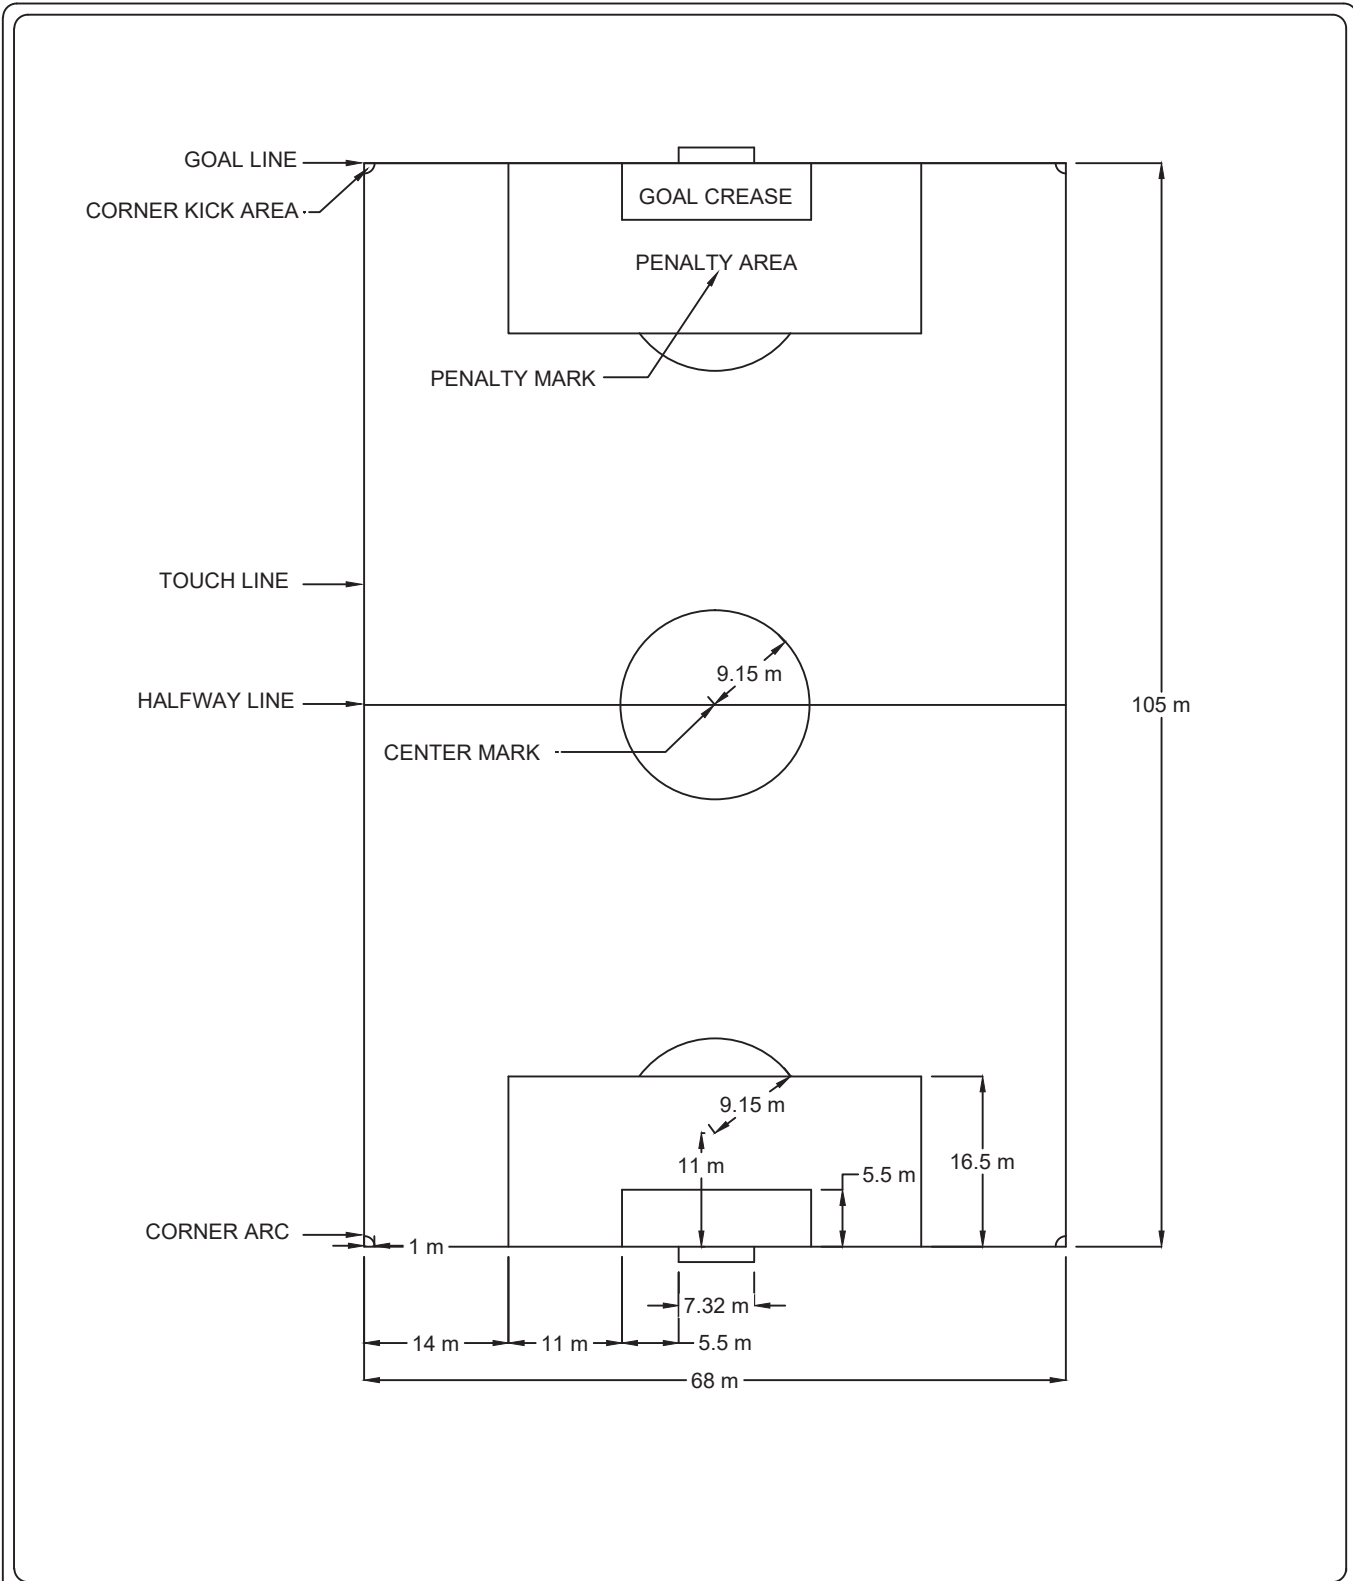 GOAL LINE
CORNER KICK AREA
GOAL CREASE
PENALTY AREA
PENALTY MARK
TOUCH LINE
9.15 m
HALFWAY LINE
105 m
CENTER MARK
9.15 m
11 m
5.5 m
16.5 m
CORNER ARC
1 m
7.32 m
14 m
11 m
5.5 m
68 m